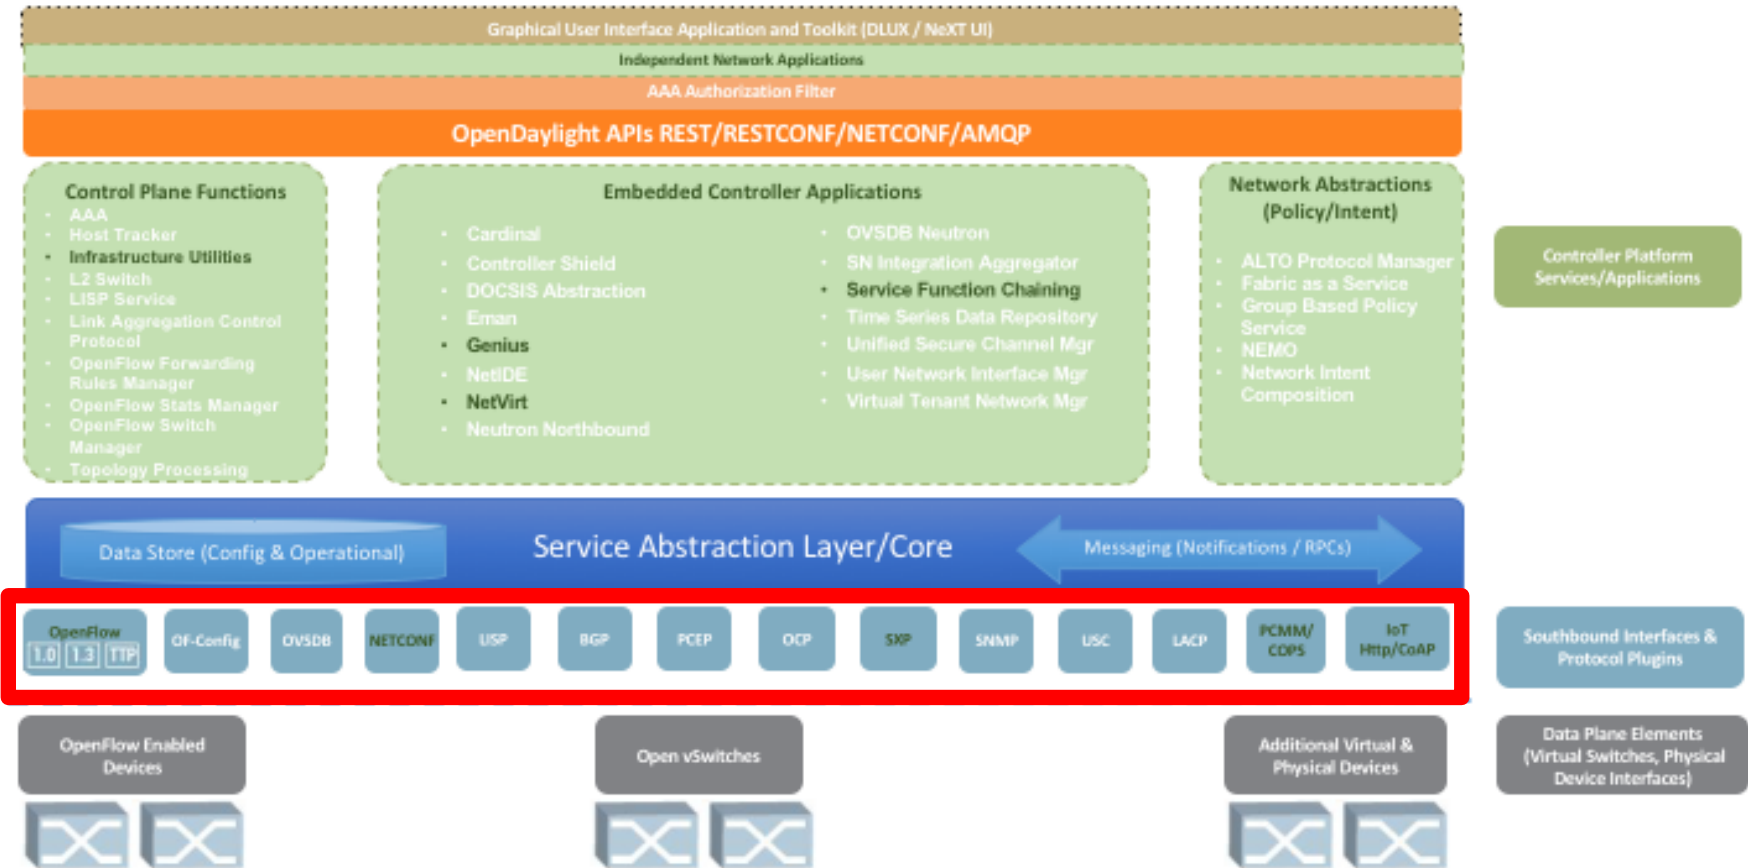 Graphical User Interface Application and Toolkit (DLUX / NeXT UI)
Independent Network Applications
AAA Authorization Filter
OpenDaylight APIs REST/RESTCONF/NETCONF/AMQP
Control Plane Functions
• AAA
• Host Tracker
• Infrastructure Utilities
• L2 Switch
• LISP Service
• Link Aggregation Control
Protocol
• OpenFlow Forwarding
Rules Manager
• OpenFlow Stats Manager
• OpenFlow Switch
Manager
• Topology Processing
Embedded Controller Applications
• Cardinal
• Controller Shield
• DOCSIS Abstraction
• Eman
• Genius
• NetIDE
• NetVirt
• Neutron Northbound
• OVSDB Neutron
• SN Integration Aggregator
• Service Function Chaining
• Time Series Data Repository
• Unified Secure Channel Mgr
• User Network Interface Mgr
• Virtual Tenant Network Mgr
Network Abstractions
(Policy/Intent)
• ALTO Protocol Manager
• Fabric as a Service
• Group Based Policy
Service
• NEMO
• Network Intent
Composition
Controller Platform
Services/Applications
Data Store (Config & Operational)
Service Abstraction Layer/Core
Messaging (Notifications / RPCs)
OpenFlow
1.0 1.3 TTP
OF-Config
OVSDB
NETCONF
LISP
BGP
PCEP
OCP
SXP
SNMP
USC
LACP
PCMM/
COPS
IoT
Http/CoAP
Southbound Interfaces &
Protocol Plugins
OpenFlow Enabled
Devices
Open vSwitches
Additional Virtual &
Physical Devices
Data Plane Elements
(Virtual Switches, Physical
Device Interfaces)